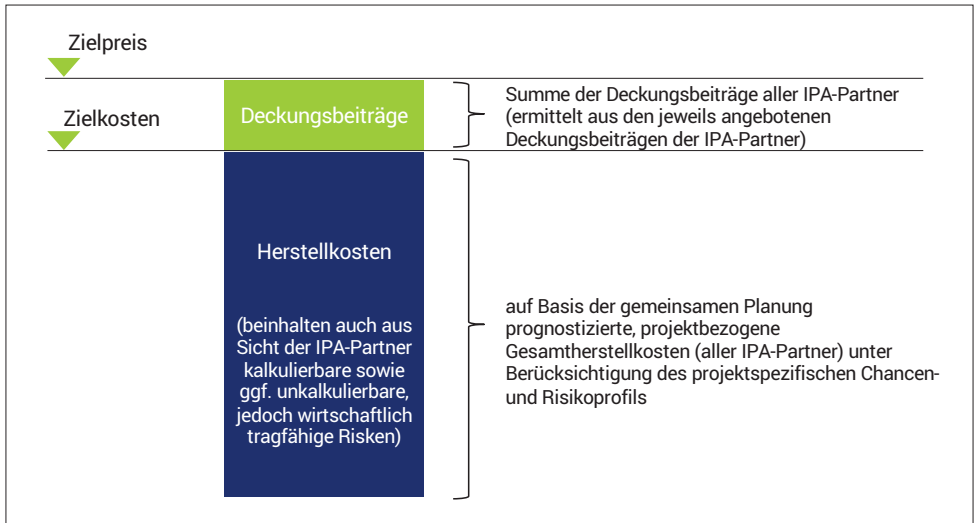 Zielpreis
Zielkosten
Deckungsbeiträge
Summe der Deckungsbeiträge aller IPA-Partner
(ermittelt aus den jeweils angebotenen
Deckungsbeiträgen der IPA-Partner)
Herstellkosten
(beinhalten auch aus
Sicht der IPA-Partner
kalkulierbare sowie
ggf. unkalkulierbare,
jedoch wirtschaftlich
tragfähige Risken)
auf Basis der gemeinsamen Planung
prognostizierte, projektbezogene
Gesamtherstellkosten (aller IPA-Partner) unter
Berücksichtigung des projektspezifischen Chancen-
und Risikoprofils